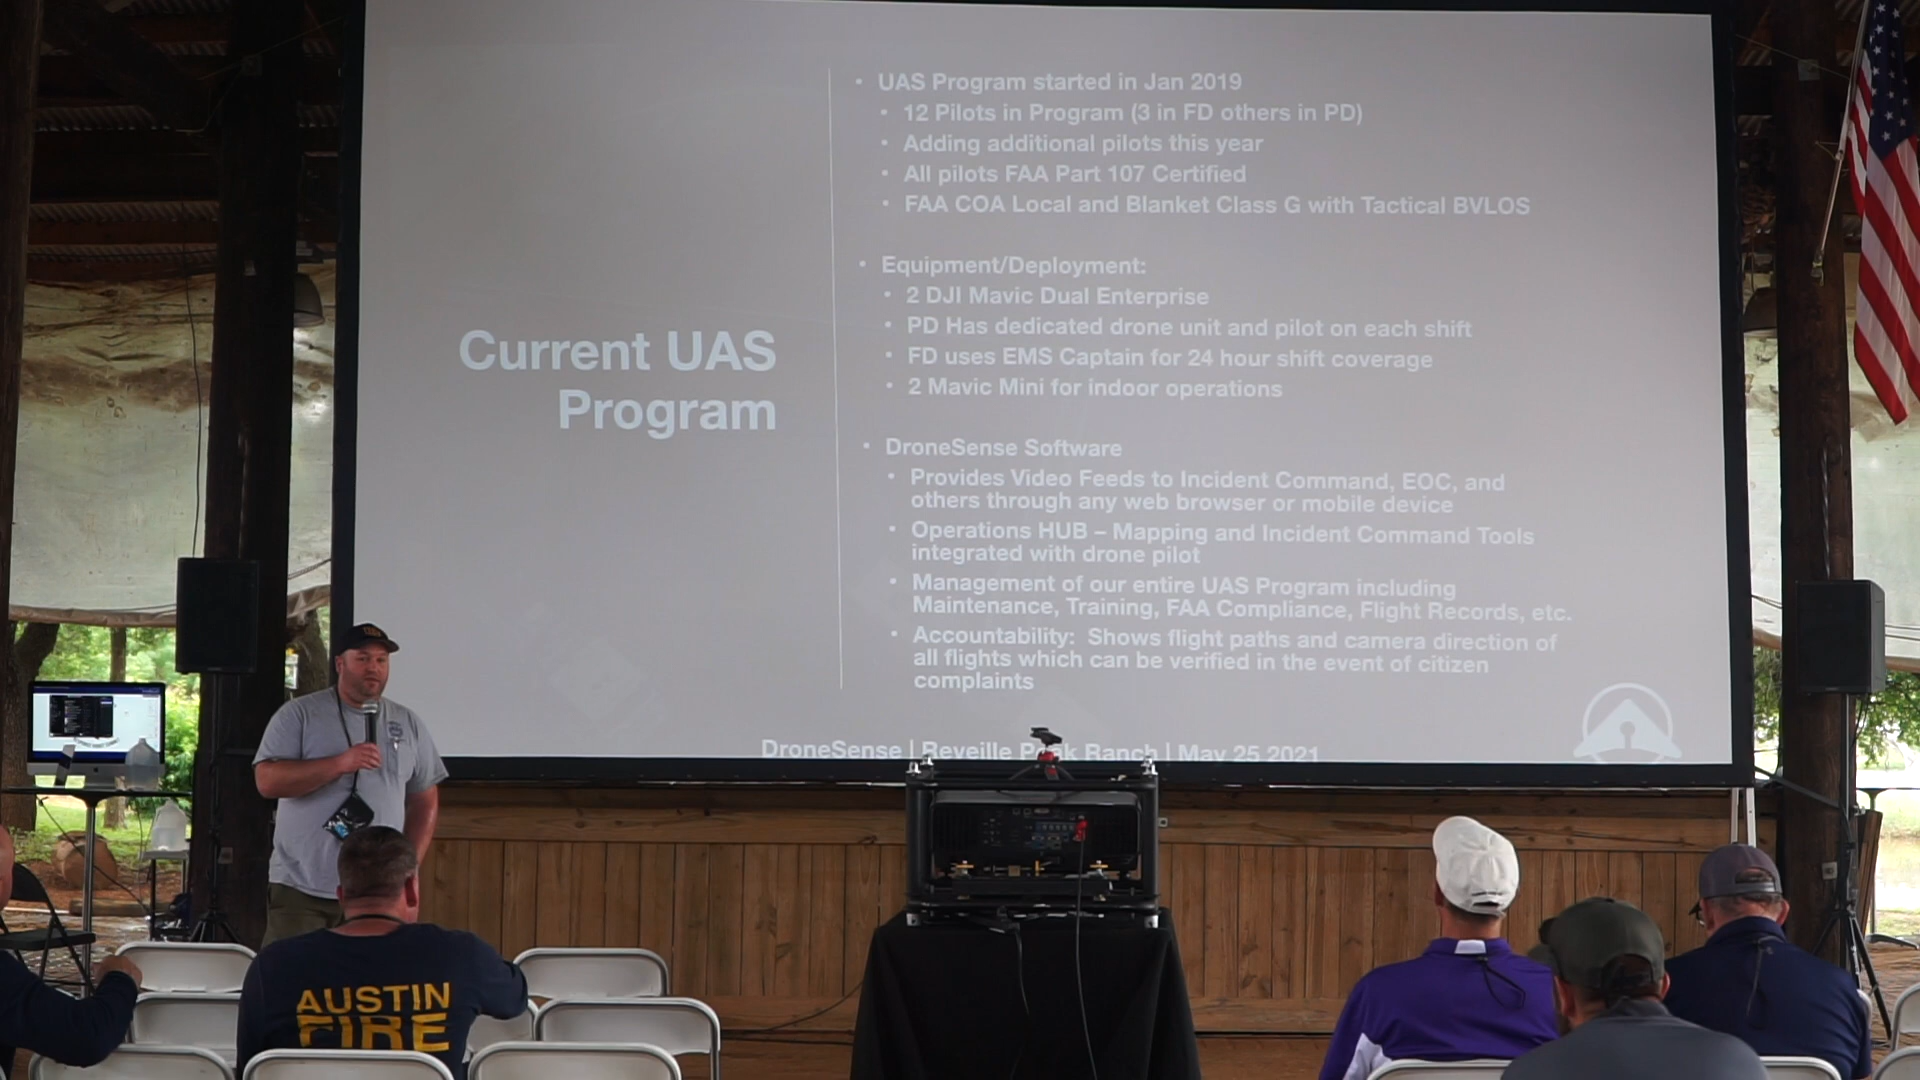 Current UAS
Program
• UAS Program started in Jan 2019
• 12 Pilots in Program (3 in FD others in PD)
• Adding additional pilots this year
• All pilots FAA Part 107 Certified
• FAA COA Local and Blanket Class G with Tactical BVLOS
• Equipment/Deployment:
• 2 DJI Mavic Dual Enterprise
• PD Has dedicated drone unit and pilot on each shift
• FD uses EMS Captain for 24 hour shift coverage
• 2 Mavic Mini for indoor operations
• DroneSense Software
• Provides Video Feeds to Incident Command, EOC, and
others through any web browser or mobile device
• Operations HUB – Mapping and Incident Command Tools
integrated with drone pilot
• Management of our entire UAS Program including
Maintenance, Training, FAA Compliance, Flight Records, etc.
• Accountability: Shows flight paths and camera direction of
all flights which can be verified in the event of citizen
complaints
DroneSense | Reveille Peak Ranch | May 25 2021
AUSTIN
FIRE